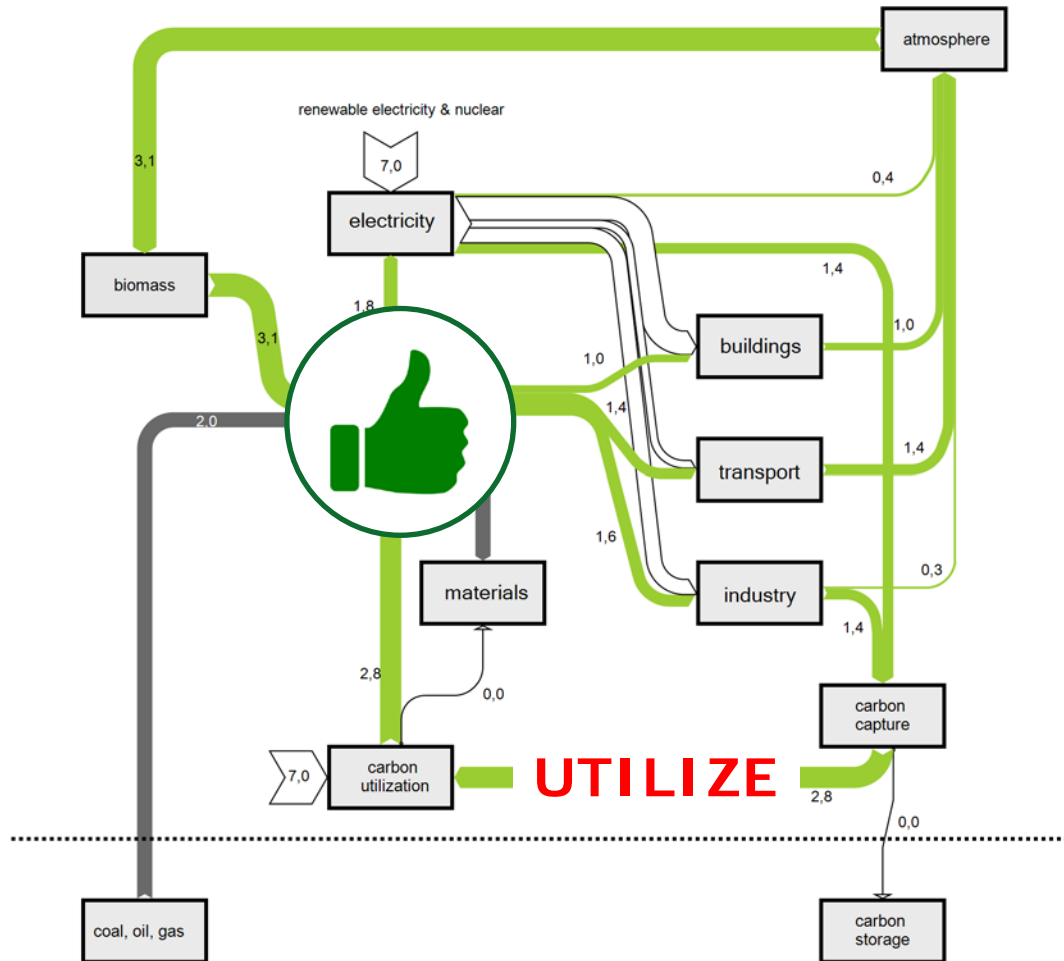 atmosphere
renewable electricity & nuclear
3,1
7,0
0,4
electricity
biomass
1,4
1,8
3,1
buildings
1,0
1,0
2,0
1,4
transport
1,4
1,6
materials
industry
0,3
1,4
2,8
0,0
carbon
capture
7,0
carbon
utilization
UTILIZE
2,8
0,0
coal, oil, gas
carbon
storage